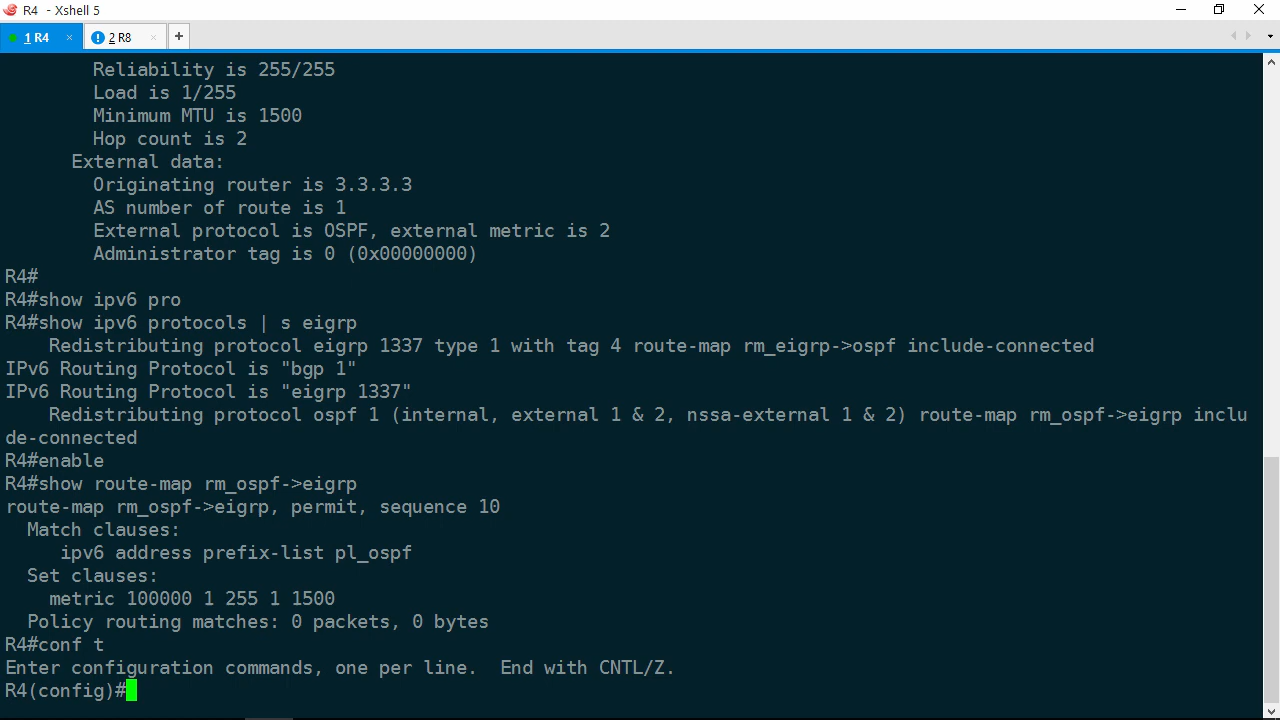 R4 - Xshell 5
1 R4 × 2 R8 × +
Reliability is 255/255
Load is 1/255
Minimum MTU is 1500
Hop count is 2
External data:
Originating router is 3.3.3.3
AS number of route is 1
External protocol is OSPF, external metric is 2
Administrator tag is 0 (0x00000000)
R4#
R4#show ipv6 pro
R4#show ipv6 protocols | s eigrp
Redistributing protocol eigrp 1337 type 1 with tag 4 route-map rm_eigrp->ospf include-connected
IPv6 Routing Protocol is "bgp 1"
IPv6 Routing Protocol is "eigrp 1337"
Redistributing protocol ospf 1 (internal, external 1 & 2, nssa-external 1 & 2) route-map rm_ospf->eigrp inclu
de-connected
R4#enable
R4#show route-map rm_ospf->eigrp
route-map rm_ospf->eigrp, permit, sequence 10
Match clauses:
ipv6 address prefix-list pl_ospf
Set clauses:
metric 100000 1 255 1 1500
Policy routing matches: 0 packets, 0 bytes
R4#conf t
Enter configuration commands, one per line.  End with CNTL/Z.
R4(config)#